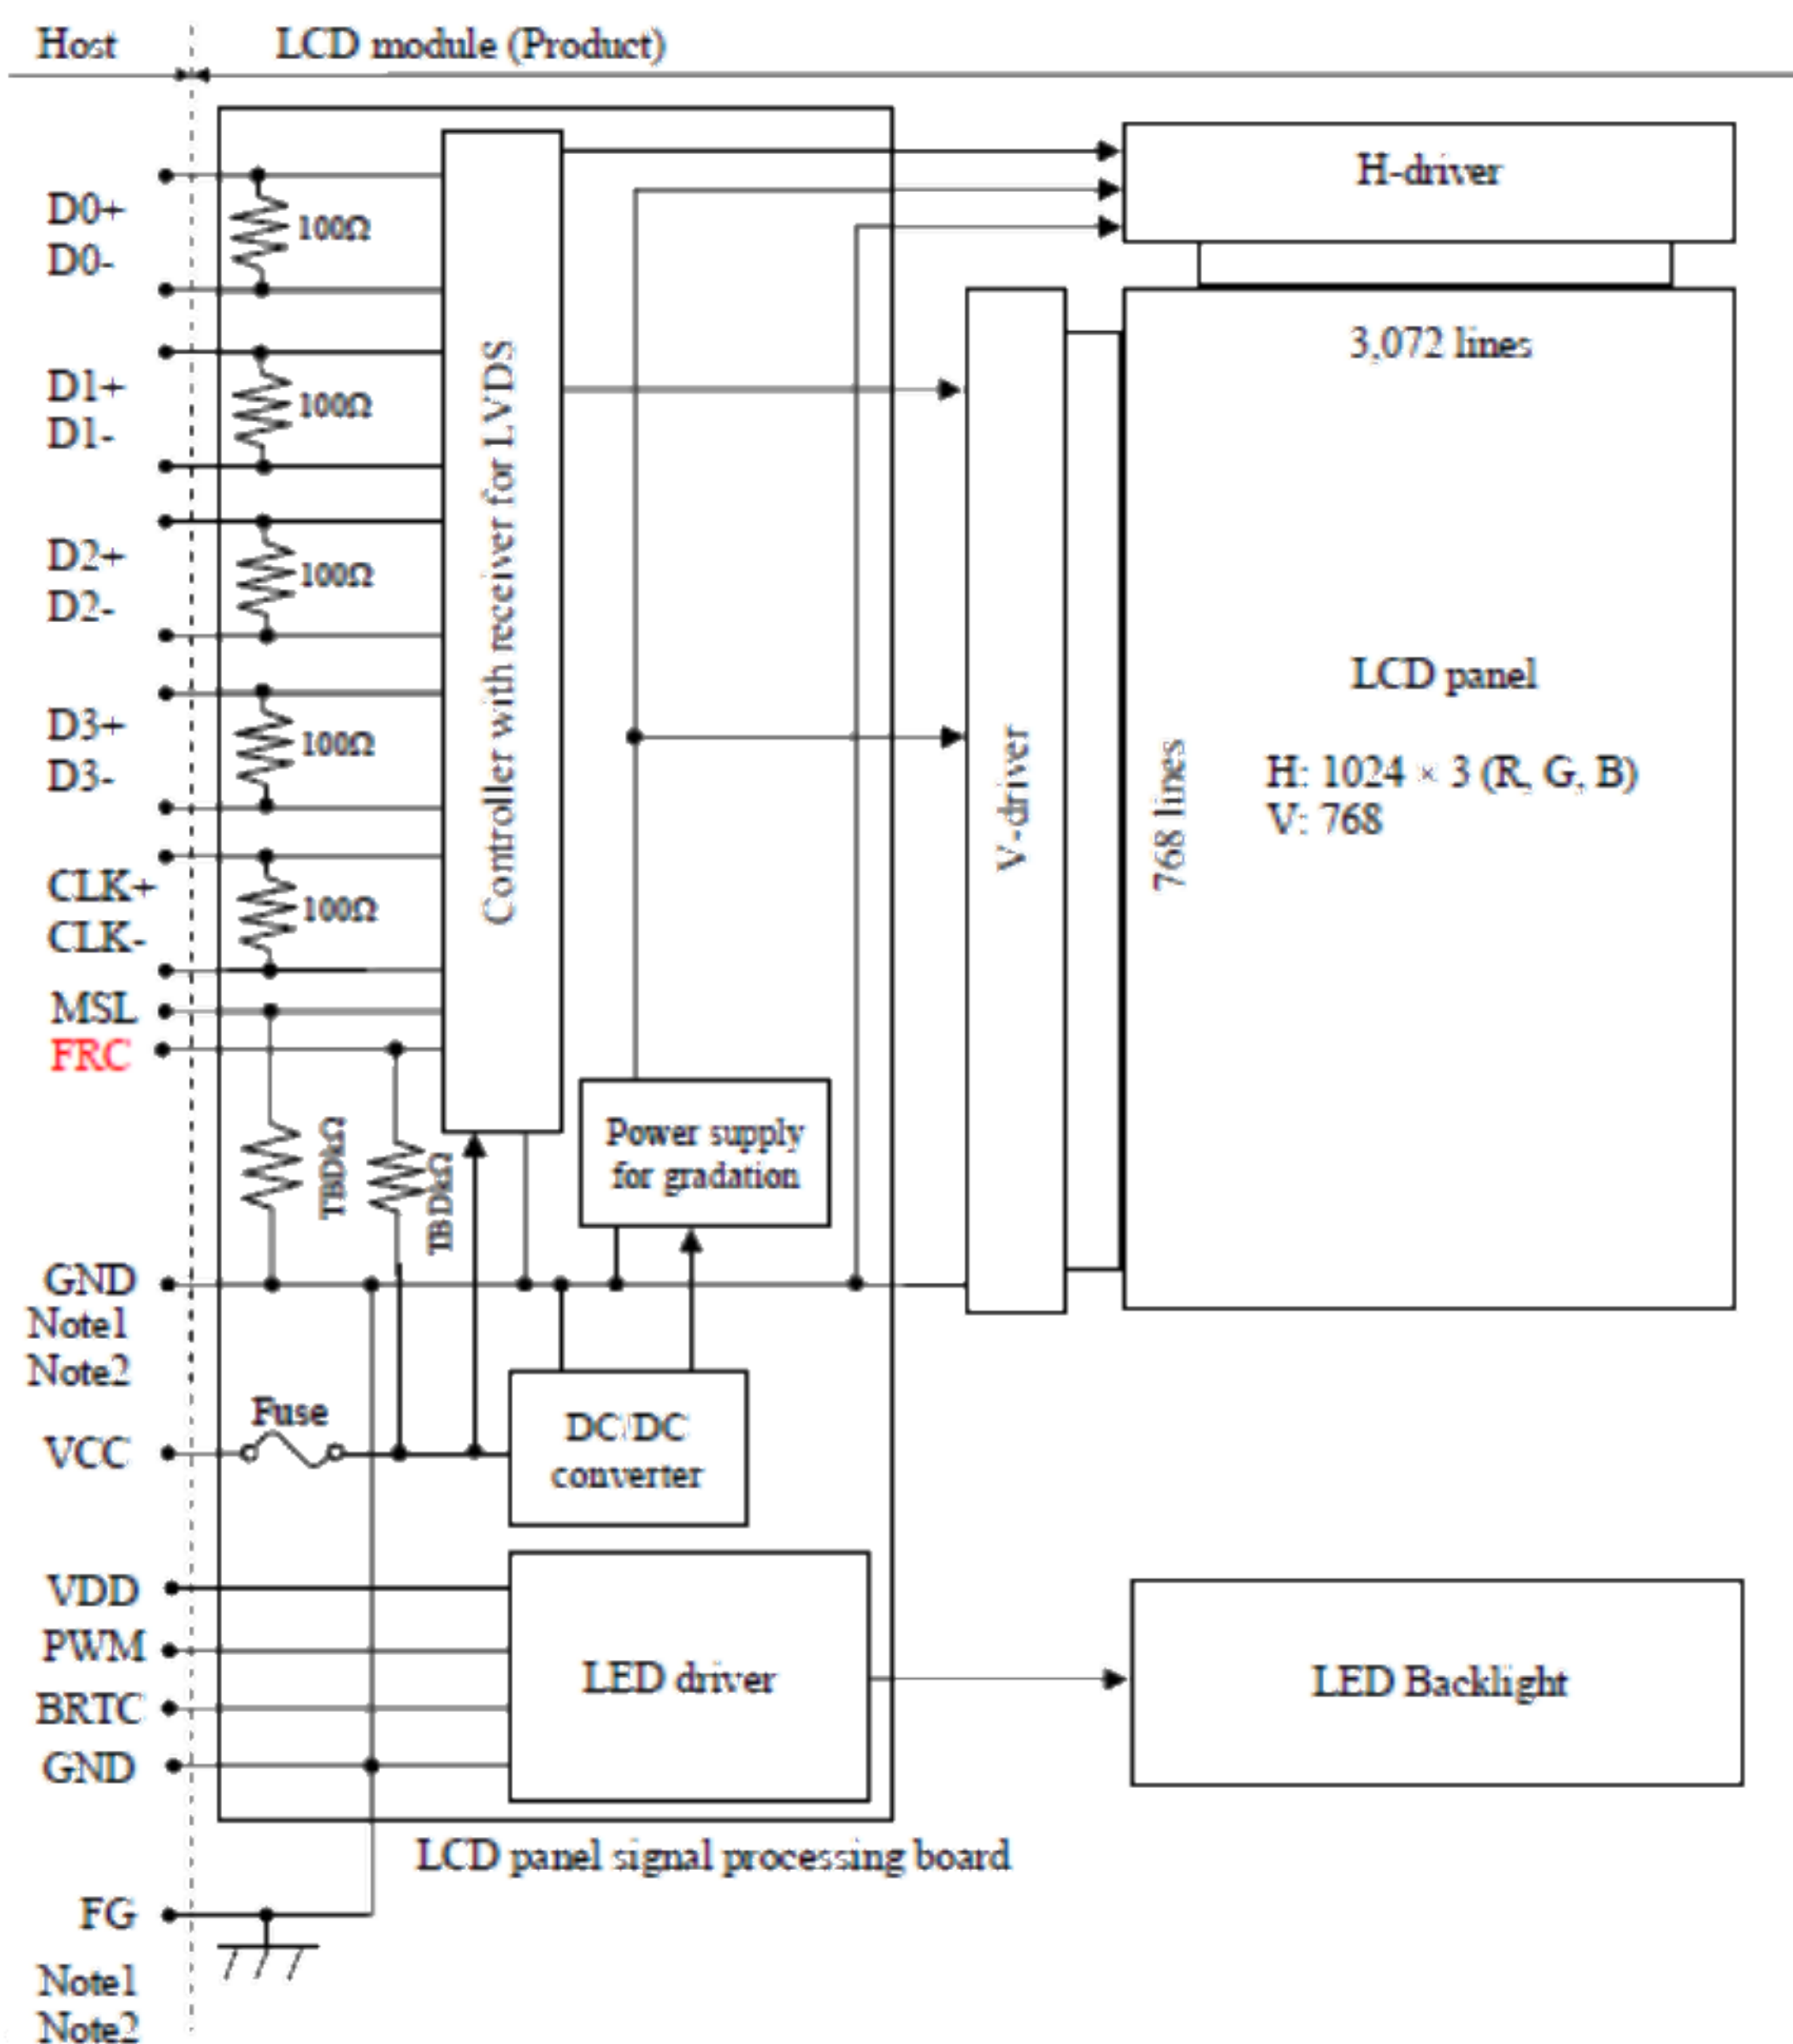 Host
LCD module (Product)
H-driver
D0+
100Ω
D0-
3,072 lines
D1+
100Ω
D1-
Controller with receiver for LVDS
D2+
100Ω
D2-
LCD panel
D3+
100Ω
D3-
H: 1024 × 3 (R, G, B)
V: 768
V-driver
768 lines
CLK+
100Ω
CLK-
MSL
FRC
TBDkΩ
TBDkΩ
Power supply
for gradation
GND
Note1
Note2
Fuse
VCC
DC/DC
converter
VDD
PWM
LED driver
LED Backlight
BRTC
GND
LCD panel signal processing board
FG
Note1
Note2